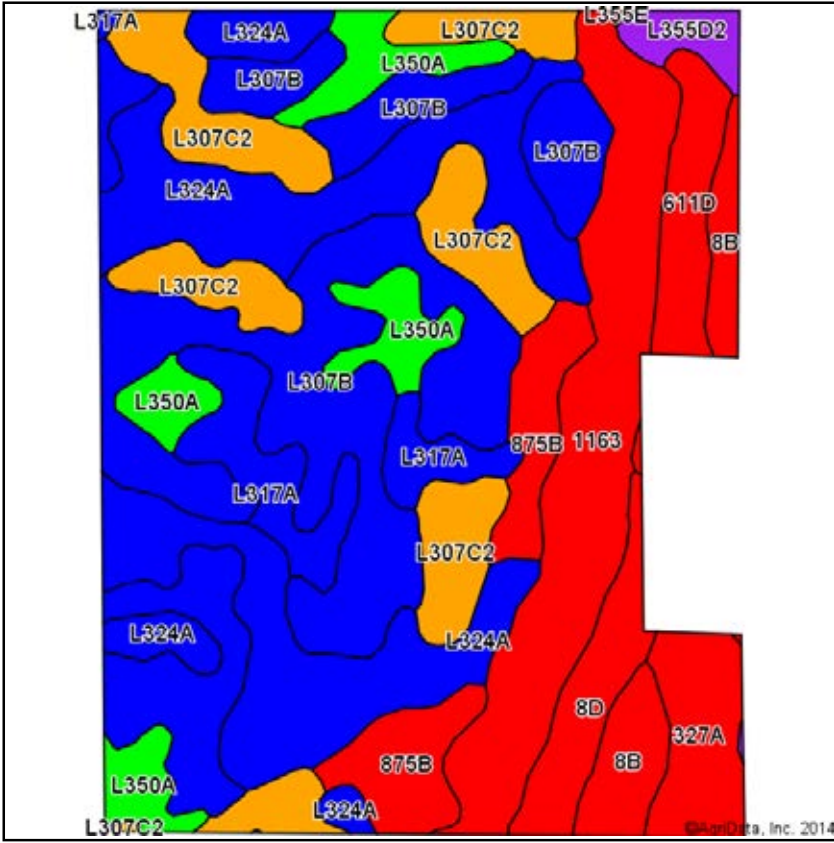 L317A
L324A
L307C2
L355E
L355D2
L350A
L307B
L307B
L307C2
L307B
L324A
611D
L307C2
8B
L307C2
L350A
L307B
L350A
875B
1163
L317A
L317A
L307C2
L324A
L324A
8D
327A
875B
8B
L350A
L324A
L307C2
©AgriData, Inc. 2014